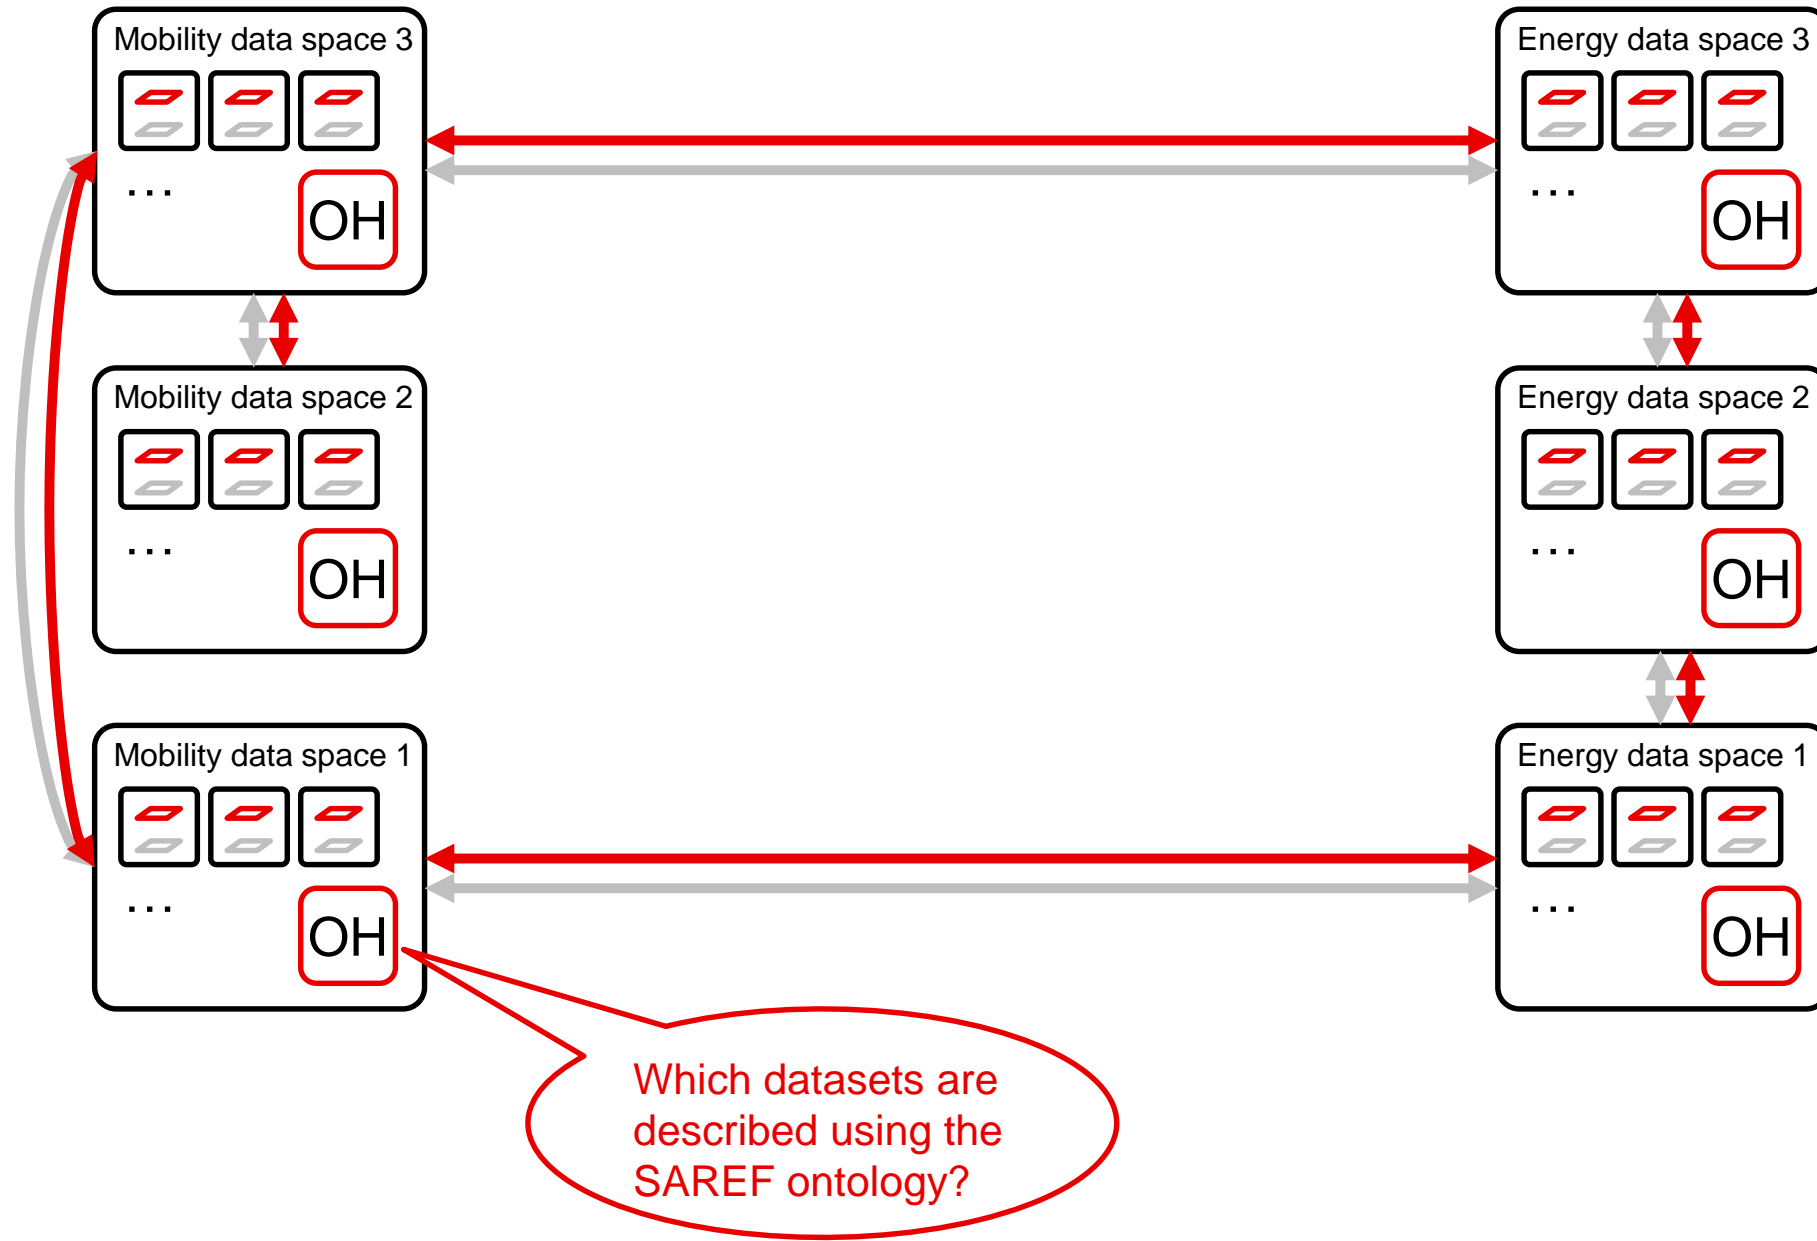 Mobility data space 3
...
OH
Energy data space 3
...
OH
Mobility data space 2
...
OH
Energy data space 2
...
OH
Mobility data space 1
...
OH
Energy data space 1
...
OH
Which datasets are
described using the
SAREF ontology?